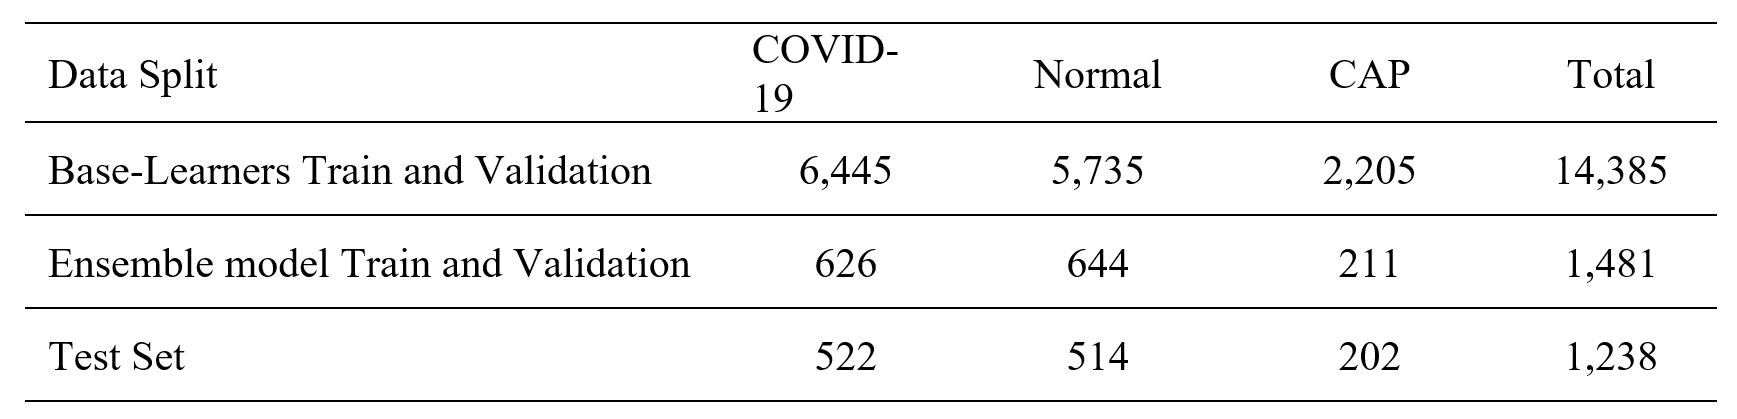 Data Split COVID-
19 Normal CAP Total
Base-Learners Train and Validation 6,445 5,735 2,205 14,385
Ensemble model Train and Validation 626 644 211 1,481
Test Set 522 514 202 1,238